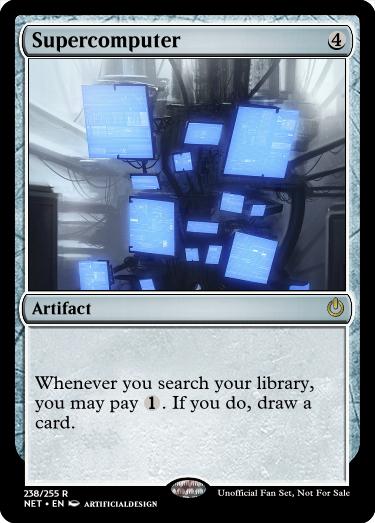 Supercomputer 4
Artifact
Whenever you search your library,
you may pay 1 . If you do, draw a
card.
238/255 R
NET • EN ARTIFICIALDESIGN
Unofficial Fan Set, Not For Sale